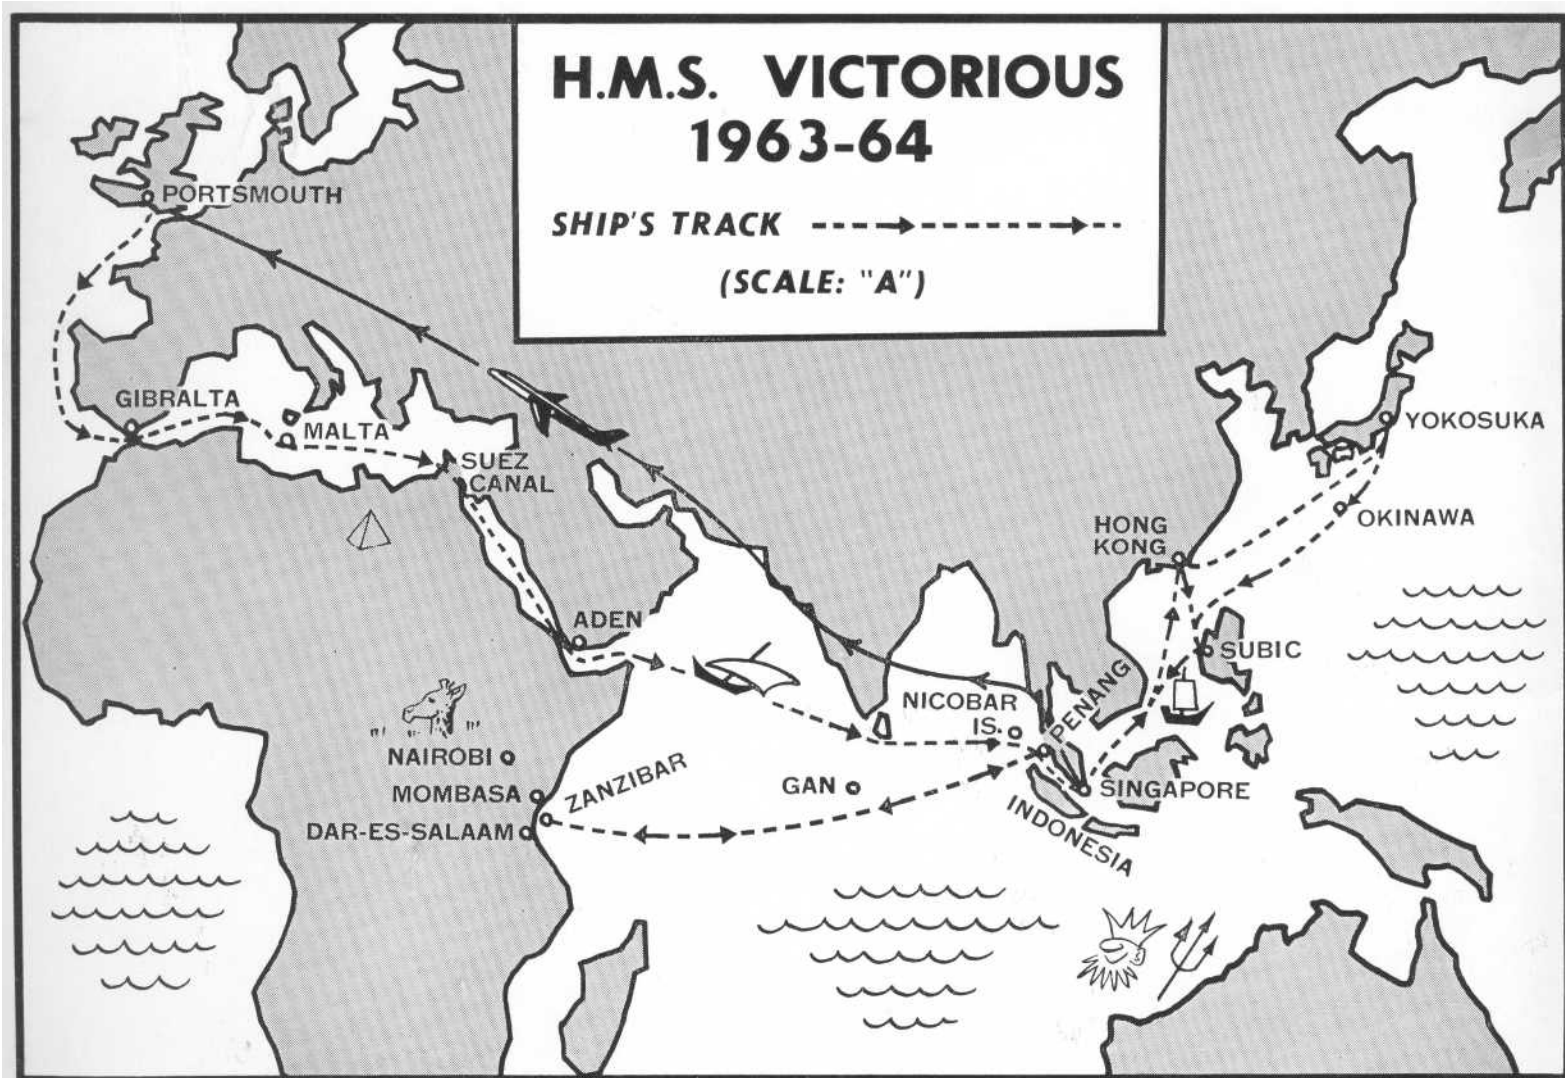 H.M.S. VICTORIOUS
1963-64
SHIP'S TRACK
(SCALE: "A")
PORTSMOUTH
GIBRALTA
MALTA
SUEZ
CANAL
ADEN
NAIROBI
MOMBASA
DAR-ES-SALAAM
ZANZIBAR
GAN
NICOBAR
IS.
PENANG
SINGAPORE
INDONESIA
HONG
KONG
SUBIC
OKINAWA
YOKOSUKA